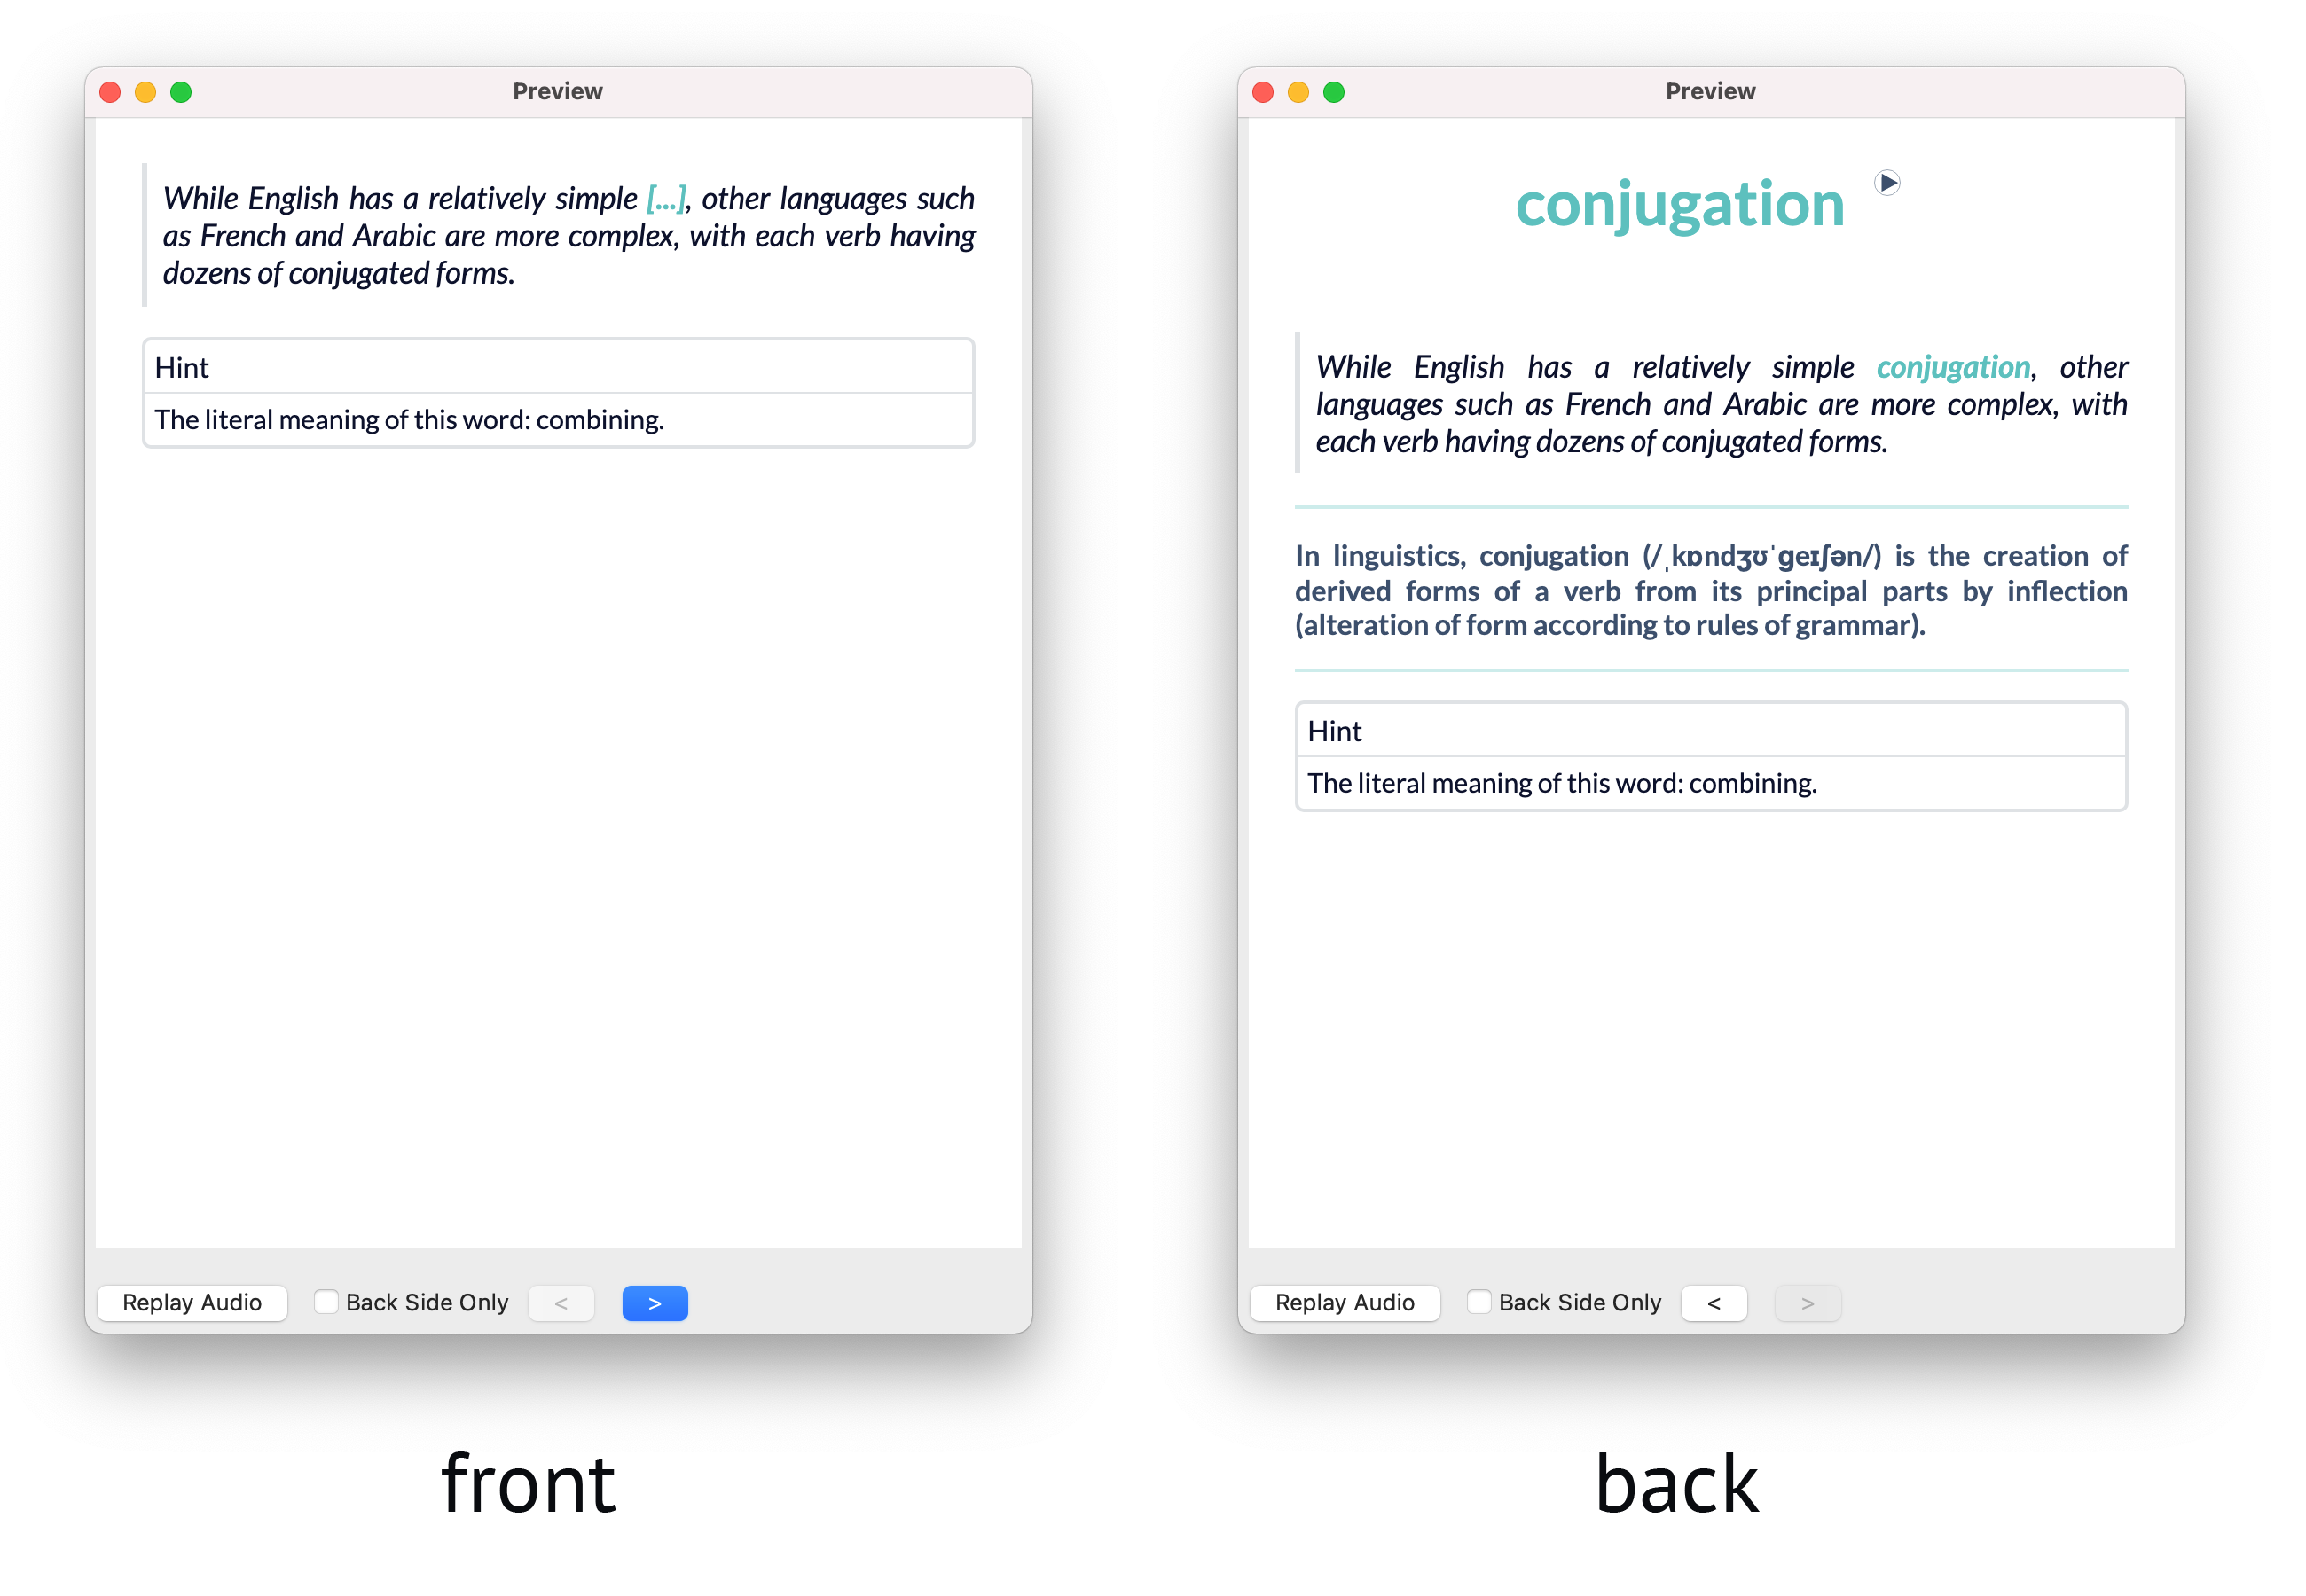 Preview
While English has a relatively simple [...], other languages such
as French and Arabic are more complex, with each verb having
dozens of conjugated forms.
Hint
The literal meaning of this word: combining.
Replay Audio
Back Side Only
<
>
front
Preview
conjugation
While English has a relatively simple conjugation, other
languages such as French and Arabic are more complex, with
each verb having dozens of conjugated forms.
In linguistics, conjugation (/ˌkɒndʒʊˈɡeɪʃən/) is the creation of
derived forms of a verb from its principal parts by inflection
(alteration of form according to rules of grammar).
Hint
The literal meaning of this word: combining.
Replay Audio
Back Side Only
<
>
back